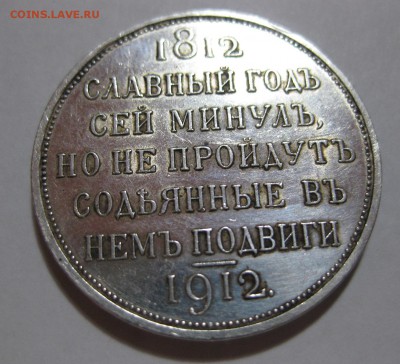 COINS.LAVE.RU
1812
СЛАВНЫЙ ГОДЪ
СЕЙ МИНУЛЪ,
НО НЕ ПРОЙДУТЪ
СОДѢЯННЫЕ ВЪ
НЕМЪ ПОДВИГИ
1912.